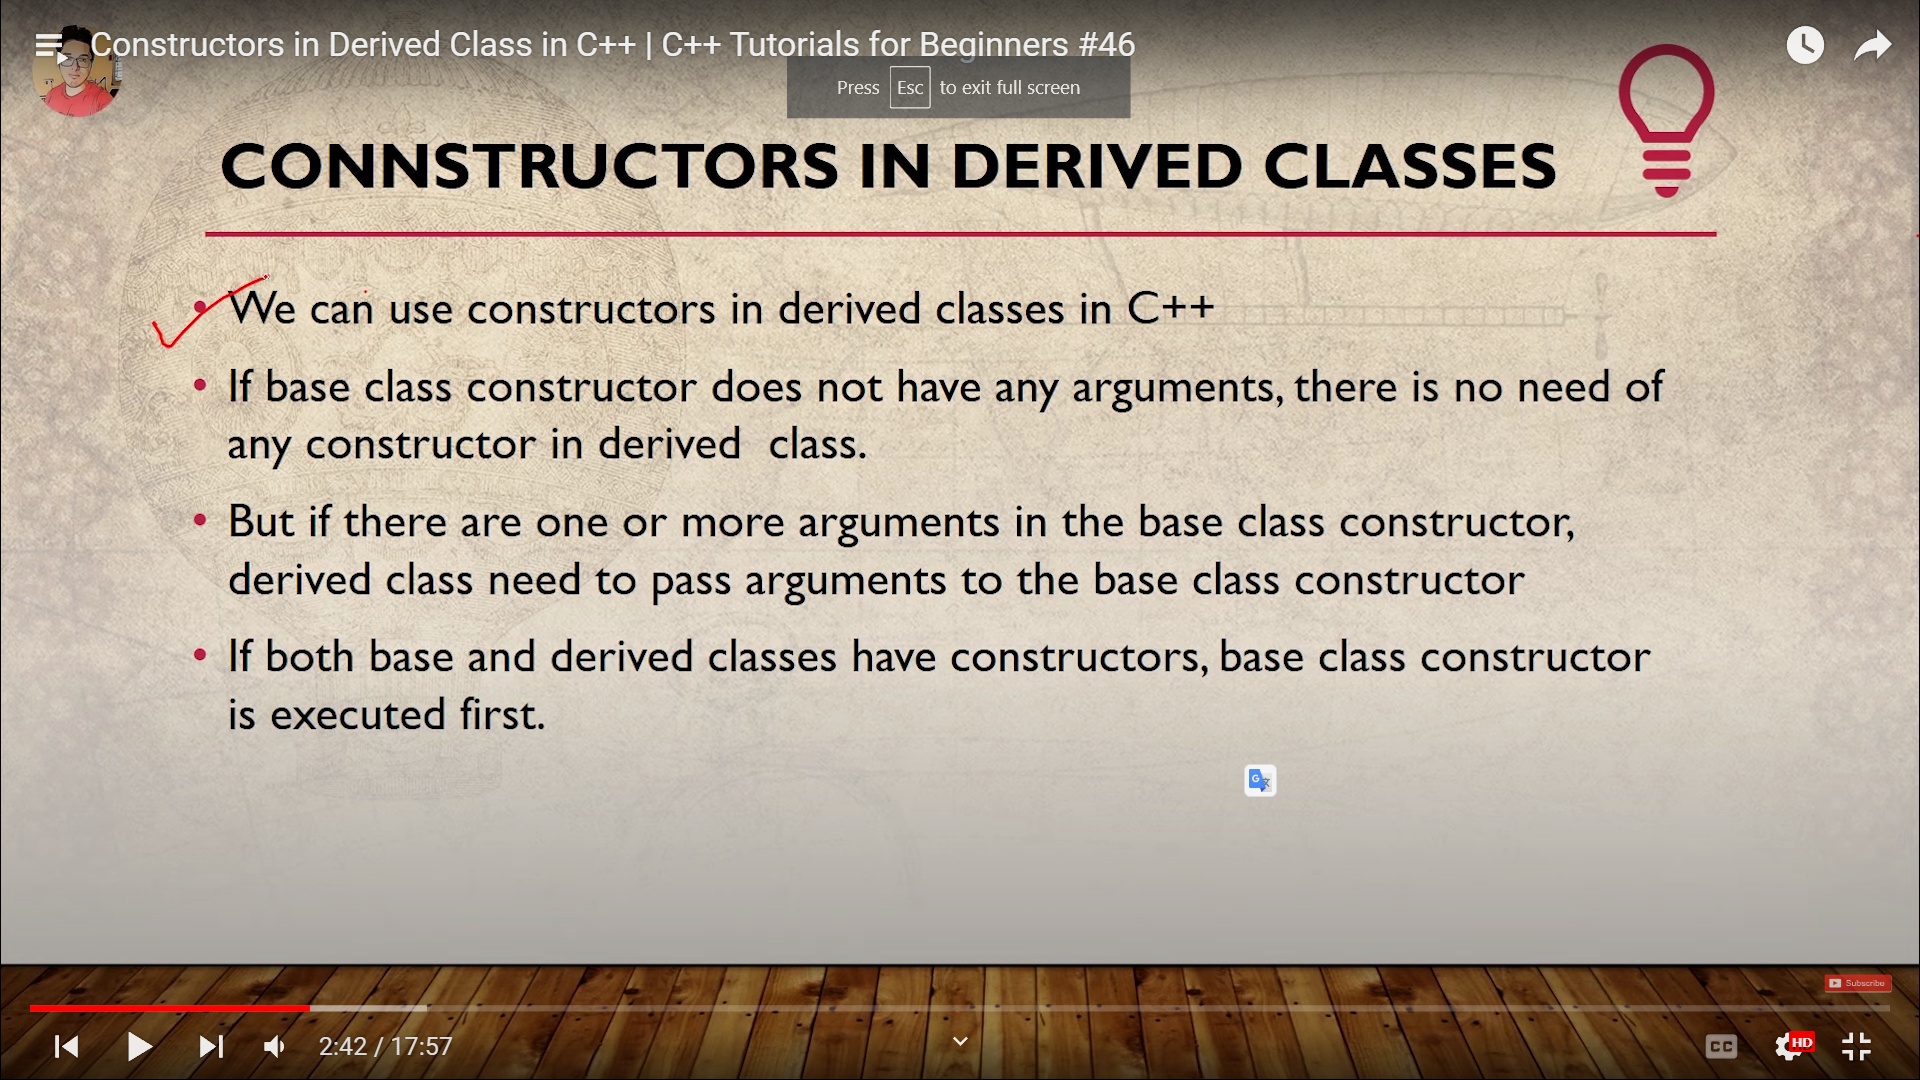 Constructors in Derived Class in C++ | C++ Tutorials for Beginners #46
Press Esc to exit full screen
CONNSTRUCTORS IN DERIVED CLASSES
• We can use constructors in derived classes in C++
• If base class constructor does not have any arguments, there is no need of
any constructor in derived class.
• But if there are one or more arguments in the base class constructor,
derived class need to pass arguments to the base class constructor
• If both base and derived classes have constructors, base class constructor
is executed first.
G
Subscribe
2:42 / 17:57
CC
HD